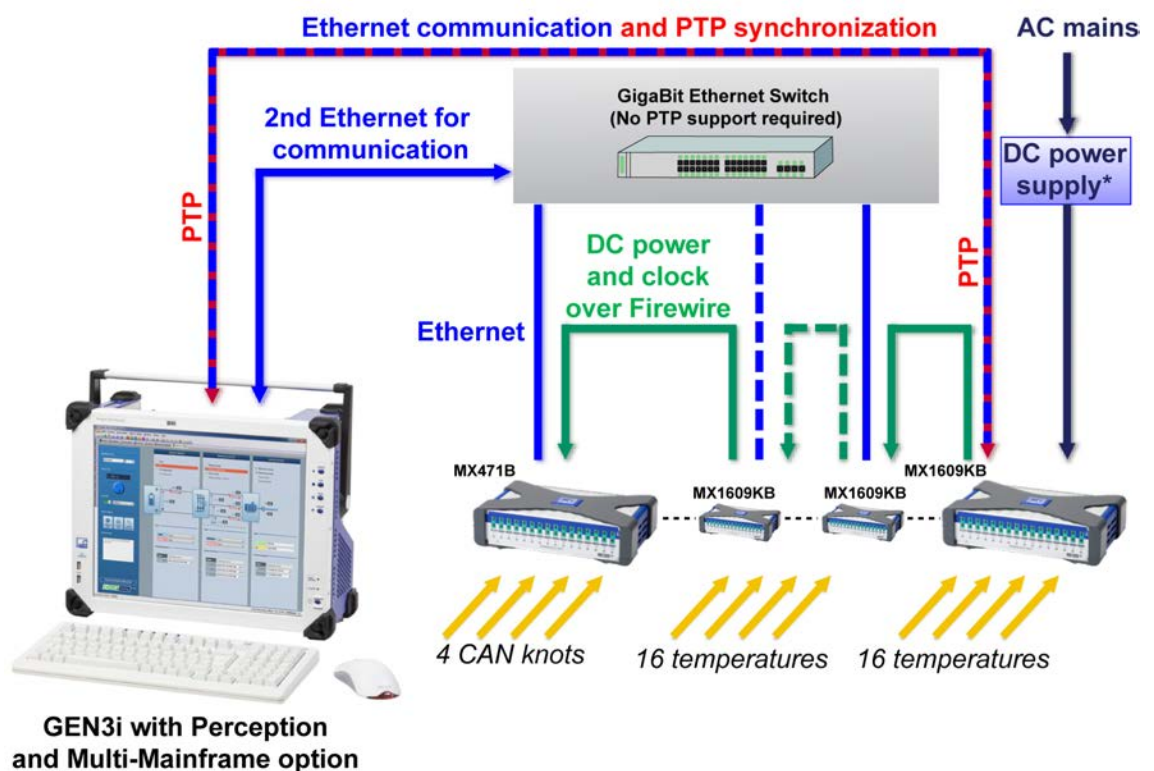 Ethernet communication and PTP synchronization
AC mains
GigaBit Ethernet Switch
(No PTP support required)
2nd Ethernet for
communication
DC power
supply*
PTP
DC power
and clock
over Firewire
PTP
Ethernet
MX471B
MX1609KB
MX1609KB
MX1609KB
4 CAN knots
16 temperatures
16 temperatures
GEN3i with Perception
and Multi-Mainframe option